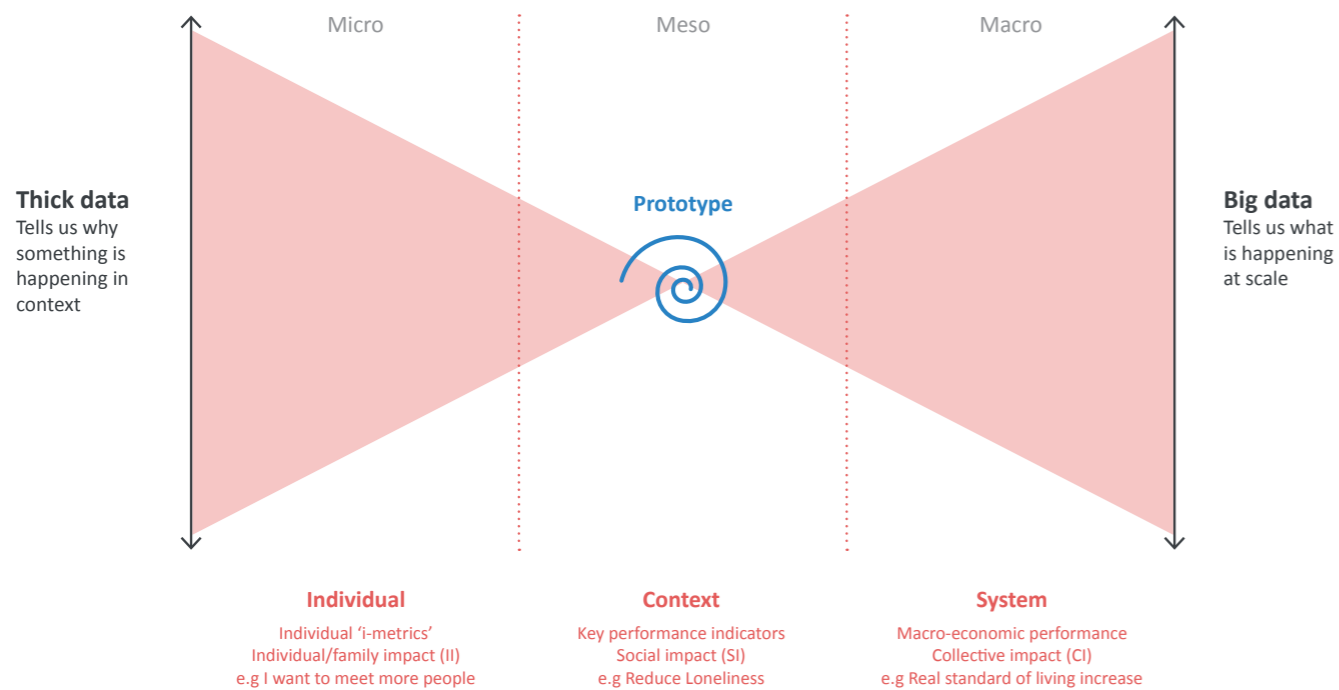 Micro
Meso
Macro
Thick data
Tells us why
something is
happening in
context
Prototype
Big data
Tells us what
is happening
at scale
Individual
Individual ‘i-metrics’
Individual/family impact (II)
e.g I want to meet more people
Context
Key performance indicators
Social impact (SI)
e.g Reduce Loneliness
System
Macro-economic performance
Collective impact (CI)
e.g Real standard of living increase